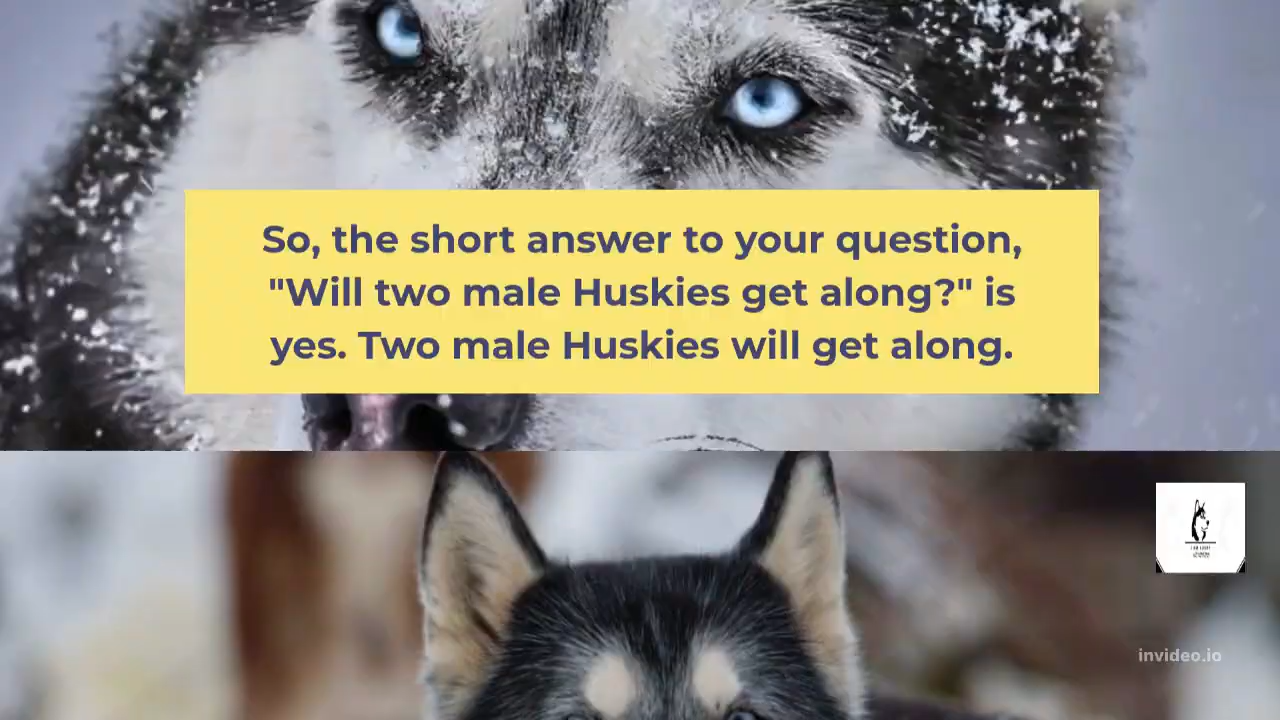 So, the short answer to your question,
"Will two male Huskies get along?" is
yes. Two male Huskies will get along.
invideo.io